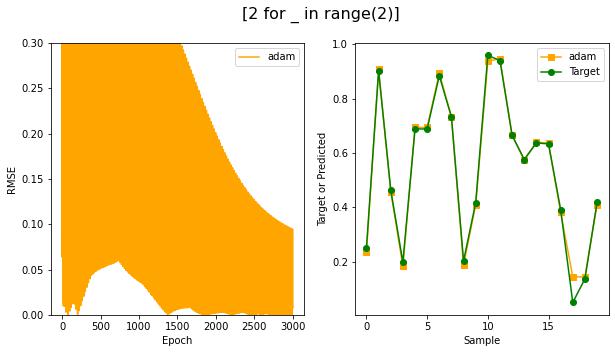 [2 for _ in range(2)]
0.30
0.25
0.20
0.15
0.10
0.05
0.00
RMSE
0 500 1000 1500 2000 2500 3000
Epoch
adam
1.0
0.8
0.6
0.4
0.2
Target or Predicted
0 5 10 15
Sample
adam
Target